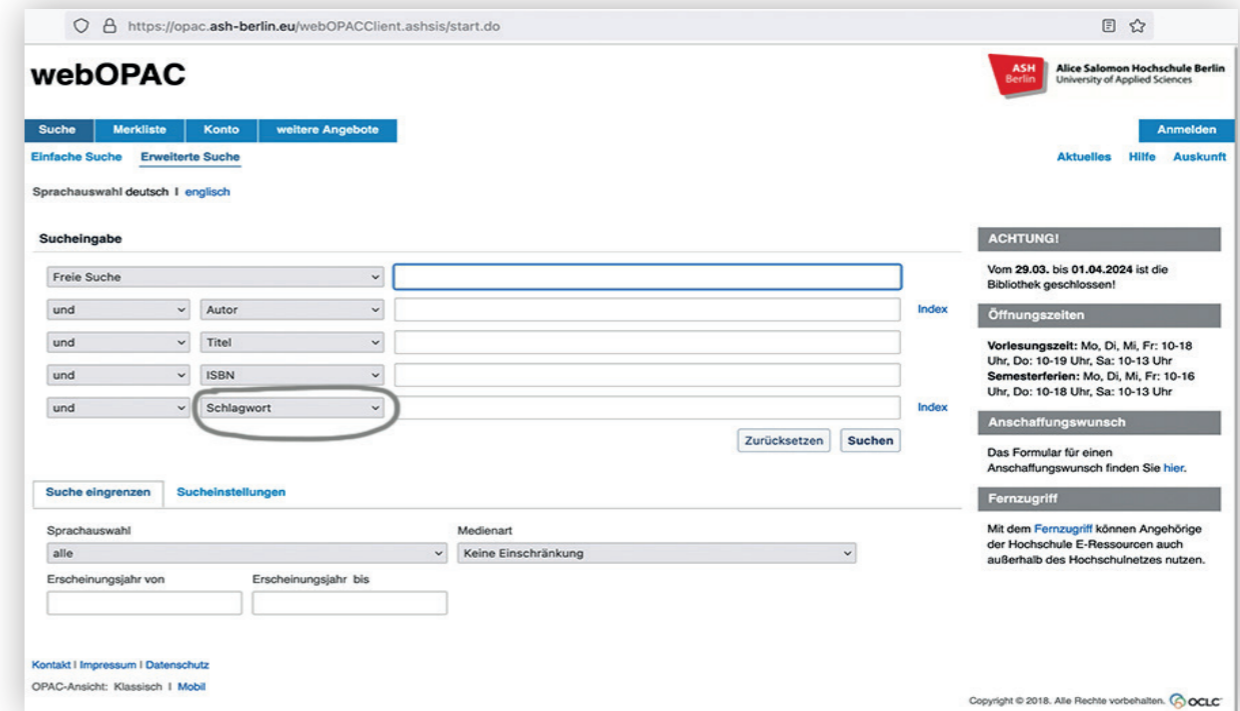 https://opac.ash-berlin.eu/webOPACClient.ashsis/start.do
webOPAC
ASH
Berlin
Alice Salomon Hochschule Berlin
University of Applied Sciences
Suche Merkliste Konto weitere Angebote
Anmelden
Einfache Suche Erweiterte Suche
Aktuelles Hilfe Auskunft
Sprachauswahl deutsch | englisch
Sucheingabe
Freie Suche
und Autor Index
und Titel
und ISBN
und Schlagwort Index
Zurücksetzen Suchen
Suche eingrenzen Sucheinstellungen
Sprachauswahl Medienart
alle Keine Einschränkung
Erscheinungsjahr von Erscheinungsjahr bis
ACHTUNG!
Vom 29.03. bis 01.04.2024 ist die
Bibliothek geschlossen!
Öffnungszeiten
Vorlesungszeit: Mo, Di, Mi, Fr: 10-18
Uhr, Do: 10-19 Uhr, Sa: 10-13 Uhr
Semesterferien: Mo, Di, Mi, Fr: 10-16
Uhr, Do: 10-18 Uhr, Sa: 10-13 Uhr
Anschaffungswunsch
Das Formular für einen
Anschaffungswunsch finden Sie hier.
Fernzugriff
Mit dem Fernzugriff können Angehörige
der Hochschule E-Ressourcen auch
außerhalb des Hochschulnetzes nutzen.
Kontakt | Impressum | Datenschutz
OPAC-Ansicht: Klassisch | Mobil
Copyright © 2018. Alle Rechte vorbehalten. OCLC